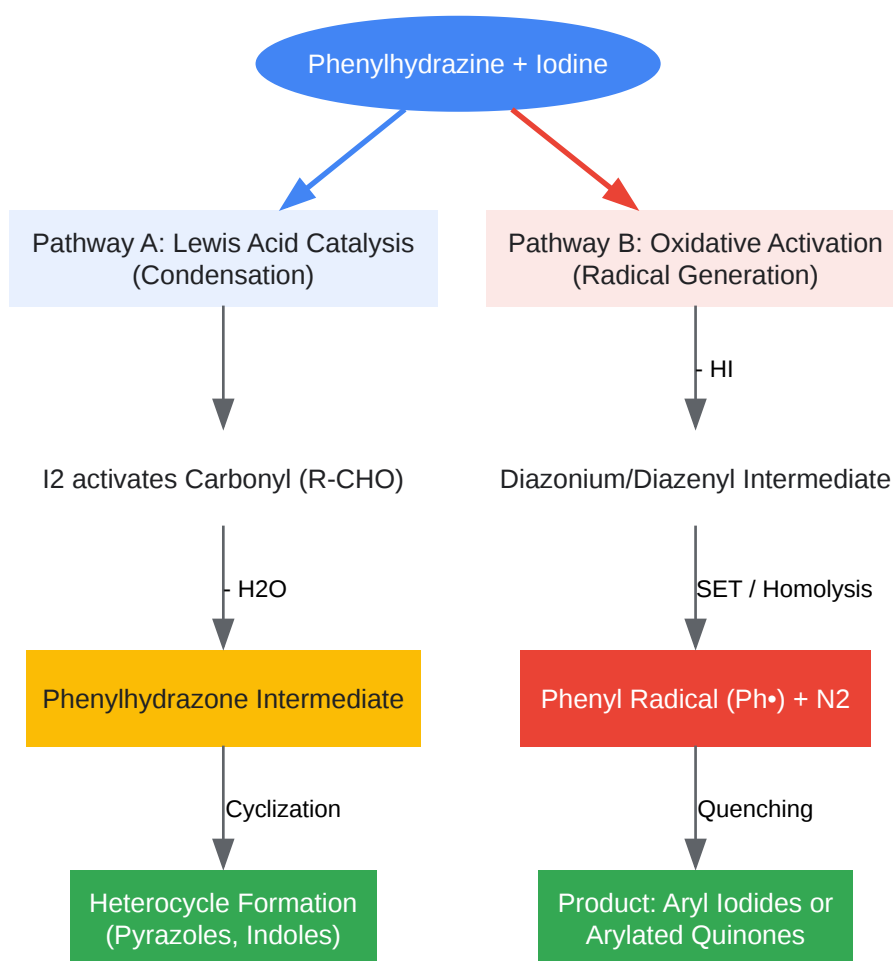 Phenylhydrazine + Iodine
Pathway A: Lewis Acid Catalysis
(Condensation)
Pathway B: Oxidative Activation
(Radical Generation)
- HI
I2 activates Carbonyl (R-CHO)
Diazonium/Diazenyl Intermediate
- H2O
SET / Homolysis
Phenylhydrazone Intermediate
Phenyl Radical (Ph•) + N2
Cyclization
Quenching
Heterocycle Formation
(Pyrazoles, Indoles)
Product: Aryl Iodides or
Arylated Quinones